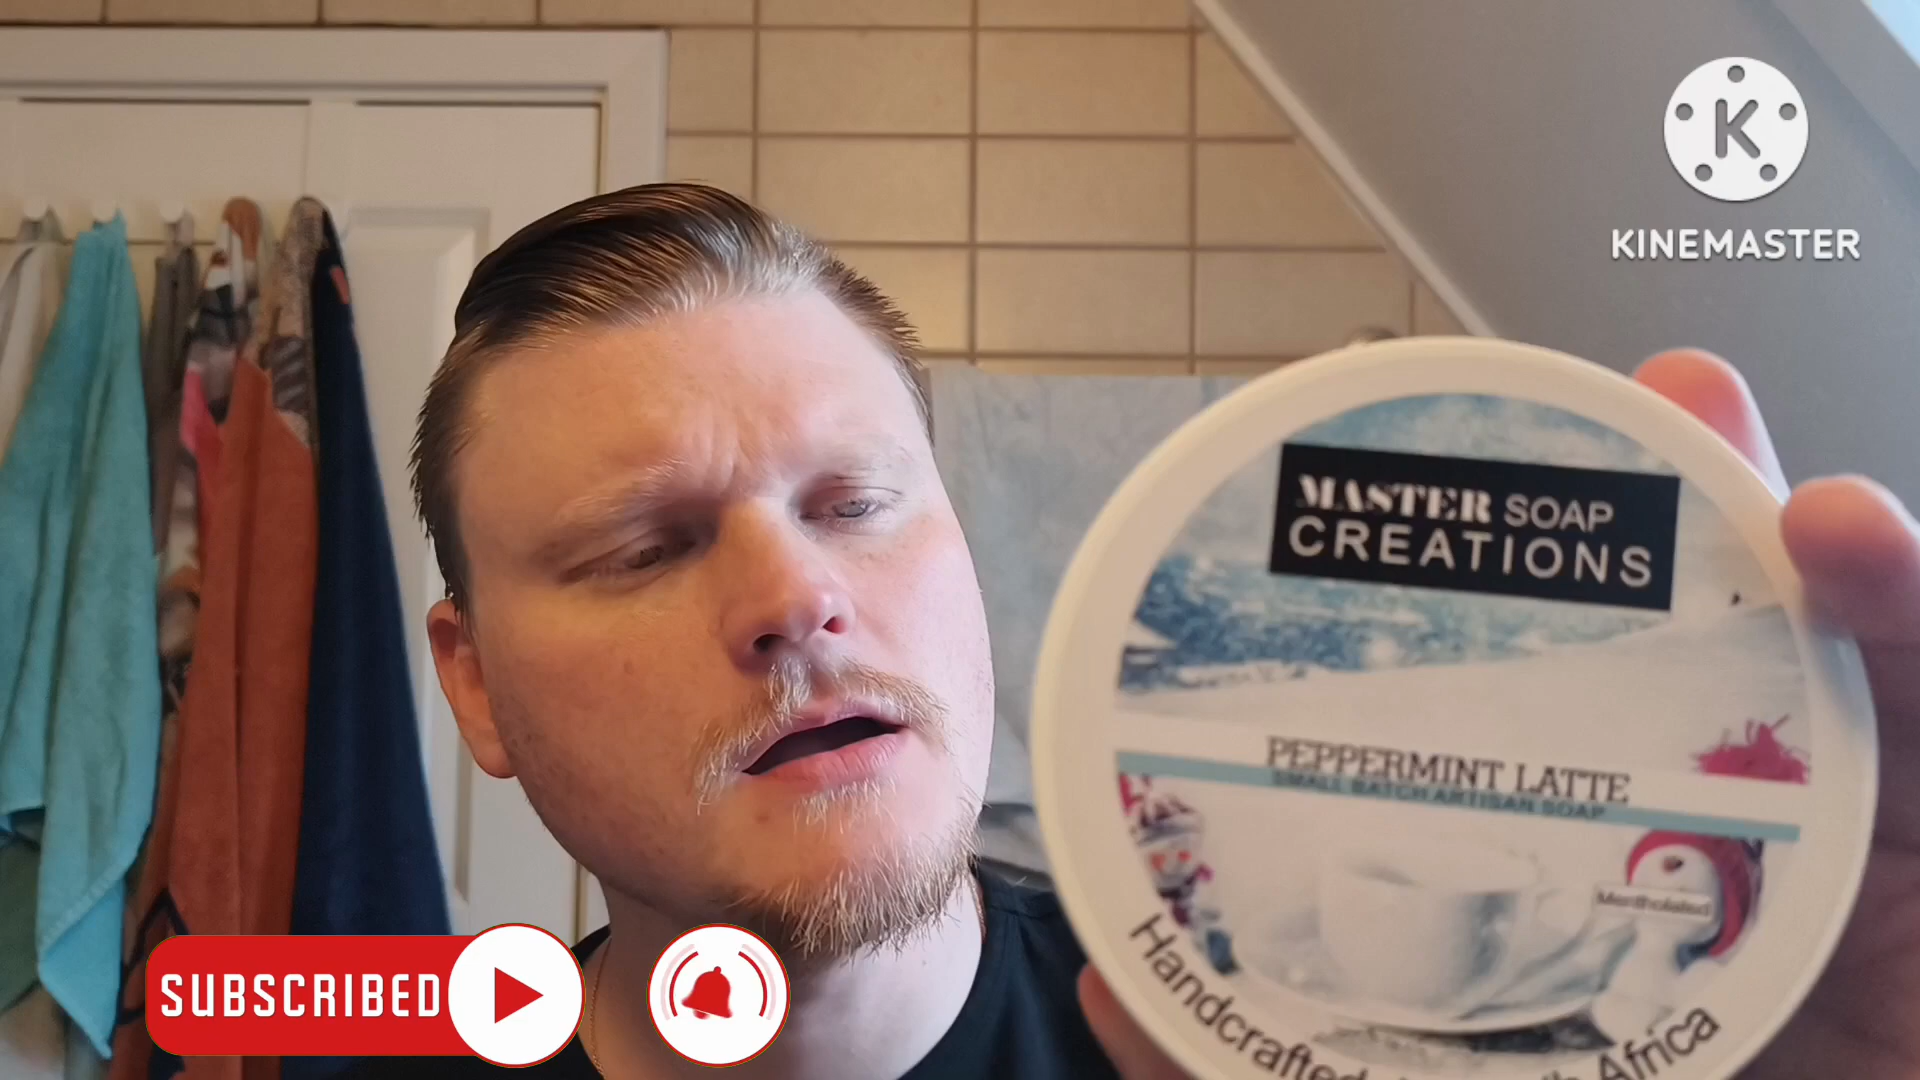 K
KINEMASTER
MASTER SOAP
CREATIONS
PEPPERMINT LATTE
SMALL BATCH ARTISAN SOAP
Mentholated
Handcrafted Africa
SUBSCRIBED